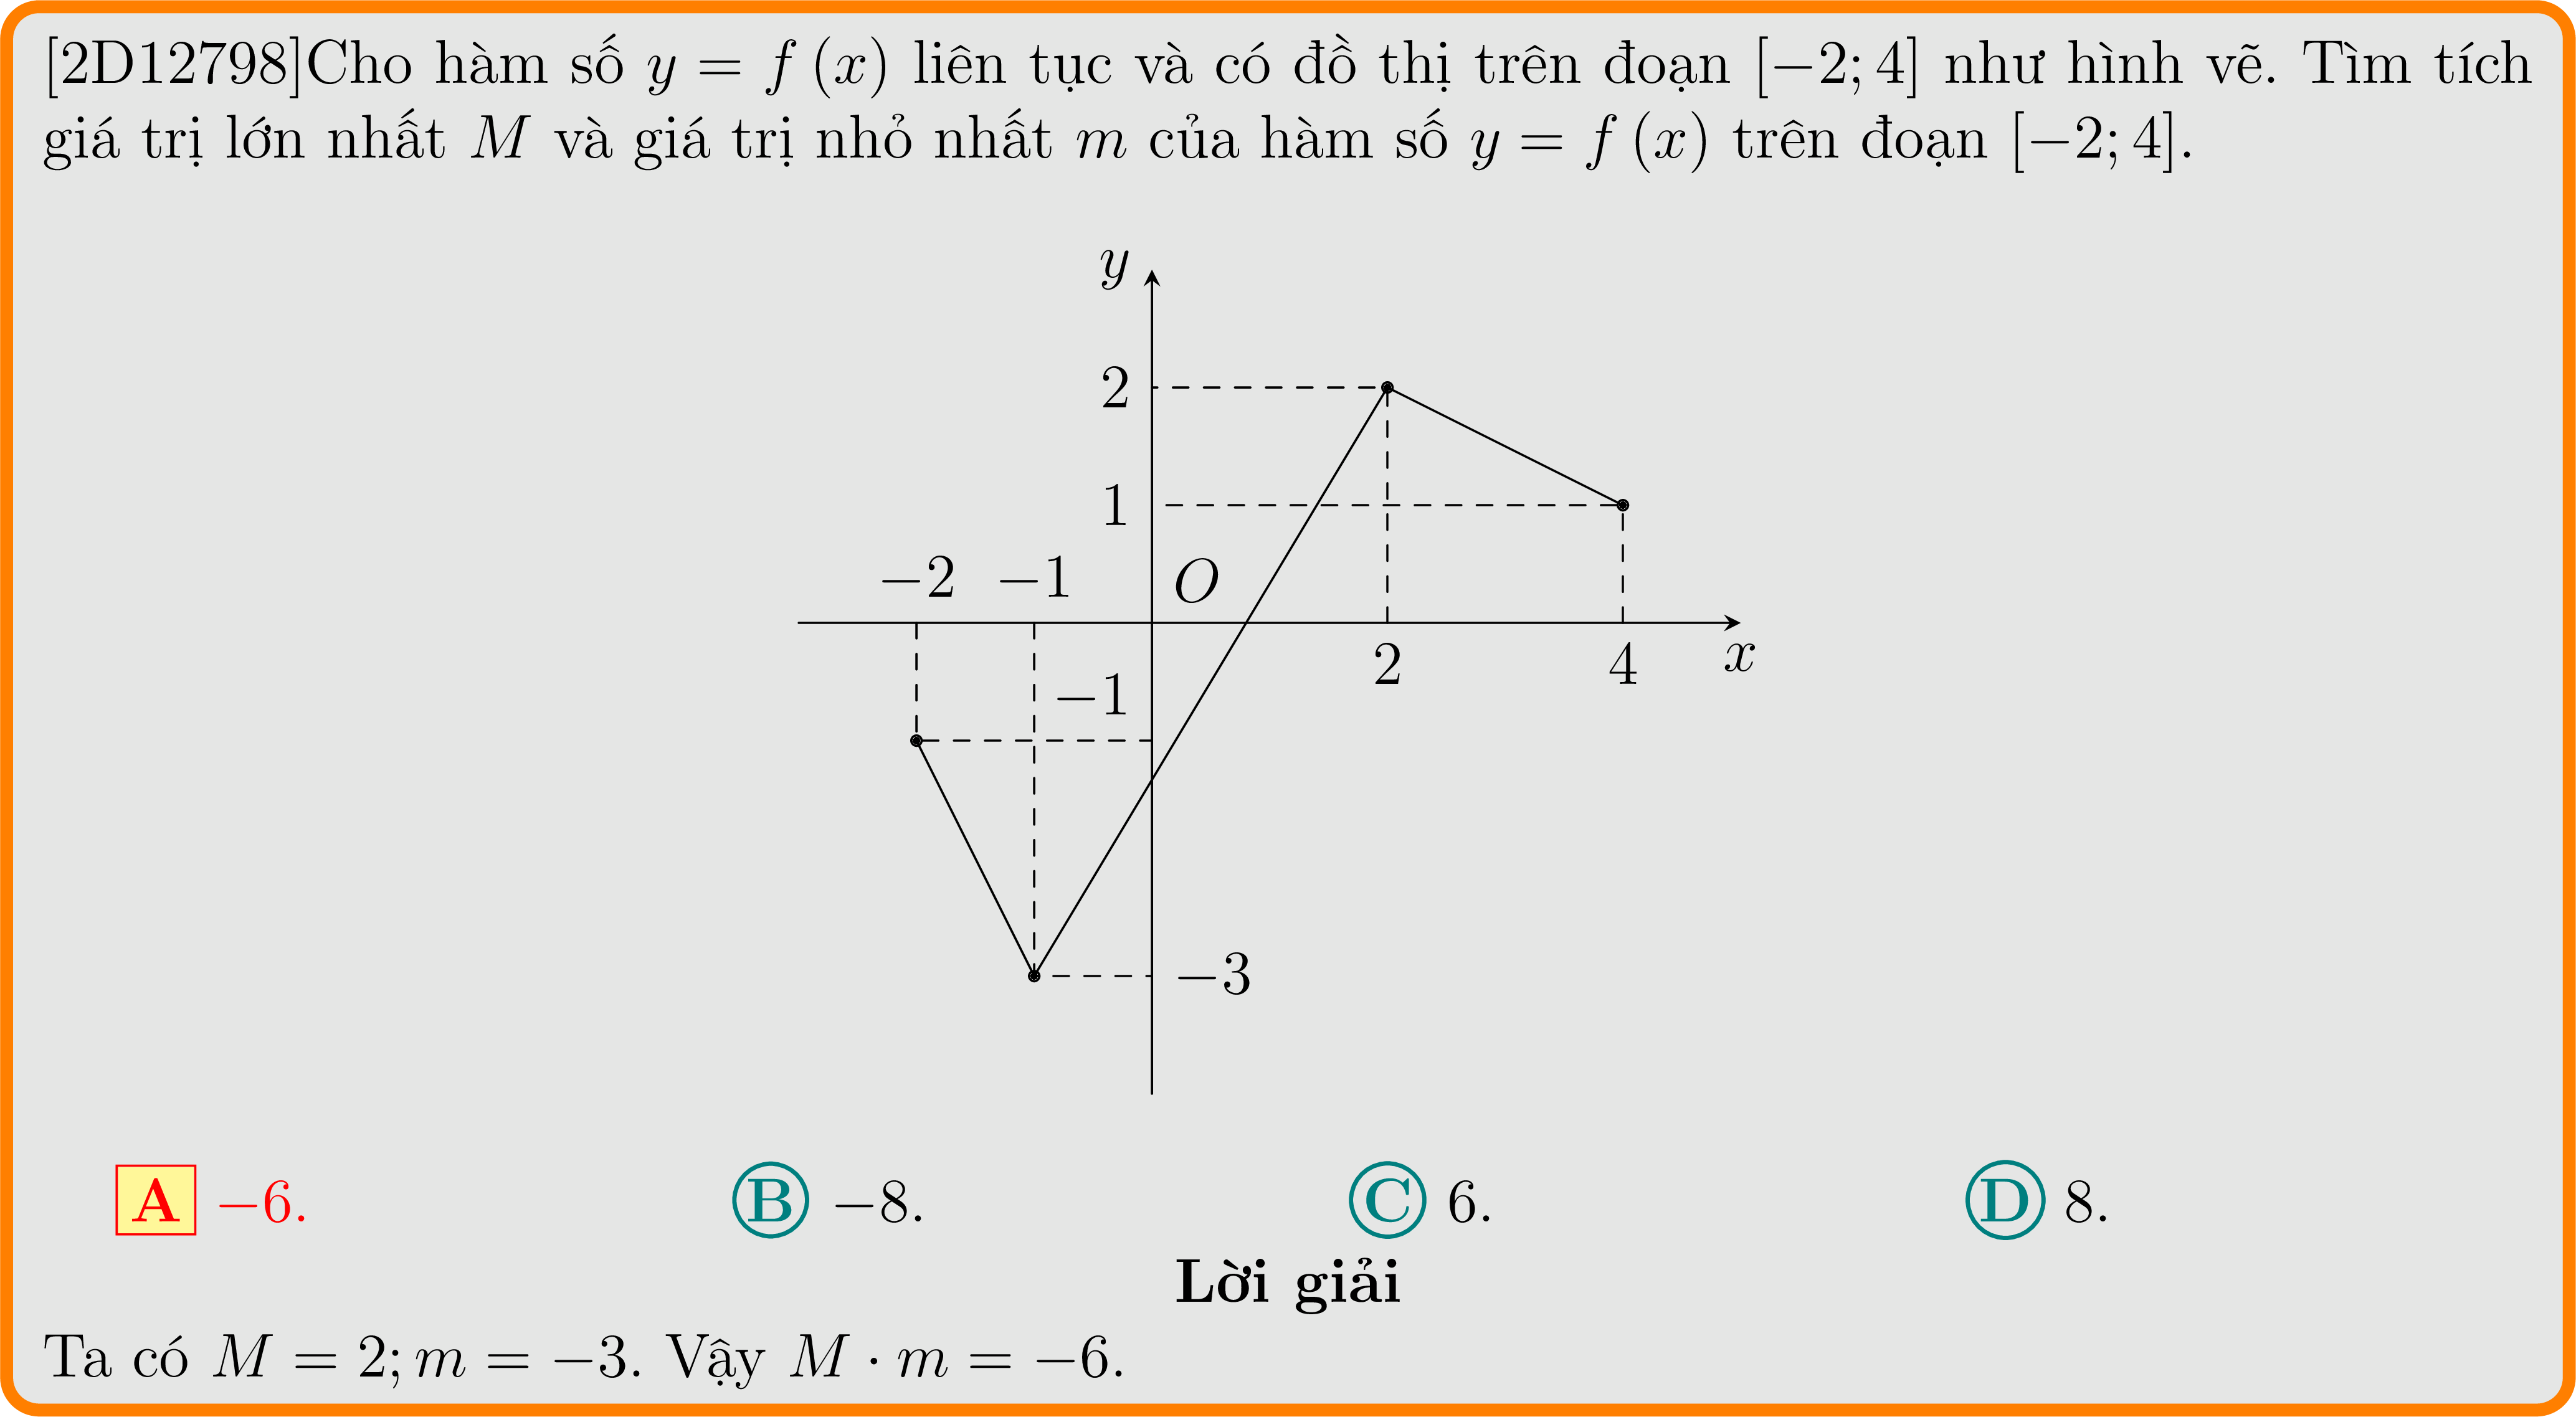 [2D12798]Cho hàm số y = f (x) liên tục và có đồ thị trên đoạn [−2; 4] như hình vẽ. Tìm tích
giá trị lớn nhất M và giá trị nhỏ nhất m của hàm số y = f (x) trên đoạn [−2; 4].
y
2
1
−2 −1 O
2 4 x
−1
−3
A −6. B −8. C 6. D 8.
Lời giải
Ta có M = 2; m = −3. Vậy M · m = −6.